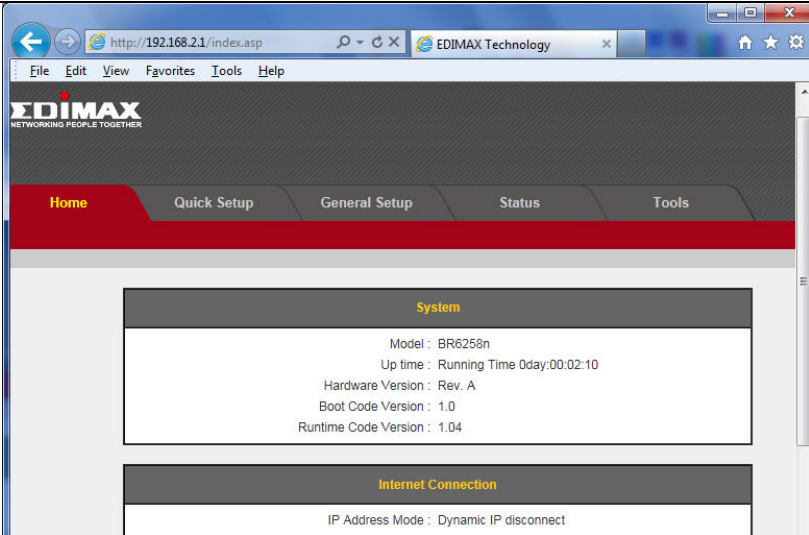 http://192.168.2.1/index.asp
EDIMAX Technology
File Edit View Favorites Tools Help
EDIMAX
NETWORKING PEOPLE TOGETHER
Home Quick Setup General Setup Status Tools
System
Model : BR6258n
Up time : Running Time 0day:00:02:10
Hardware Version : Rev. A
Boot Code Version : 1.0
Runtime Code Version : 1.04
Internet Connection
IP Address Mode : Dynamic IP disconnect